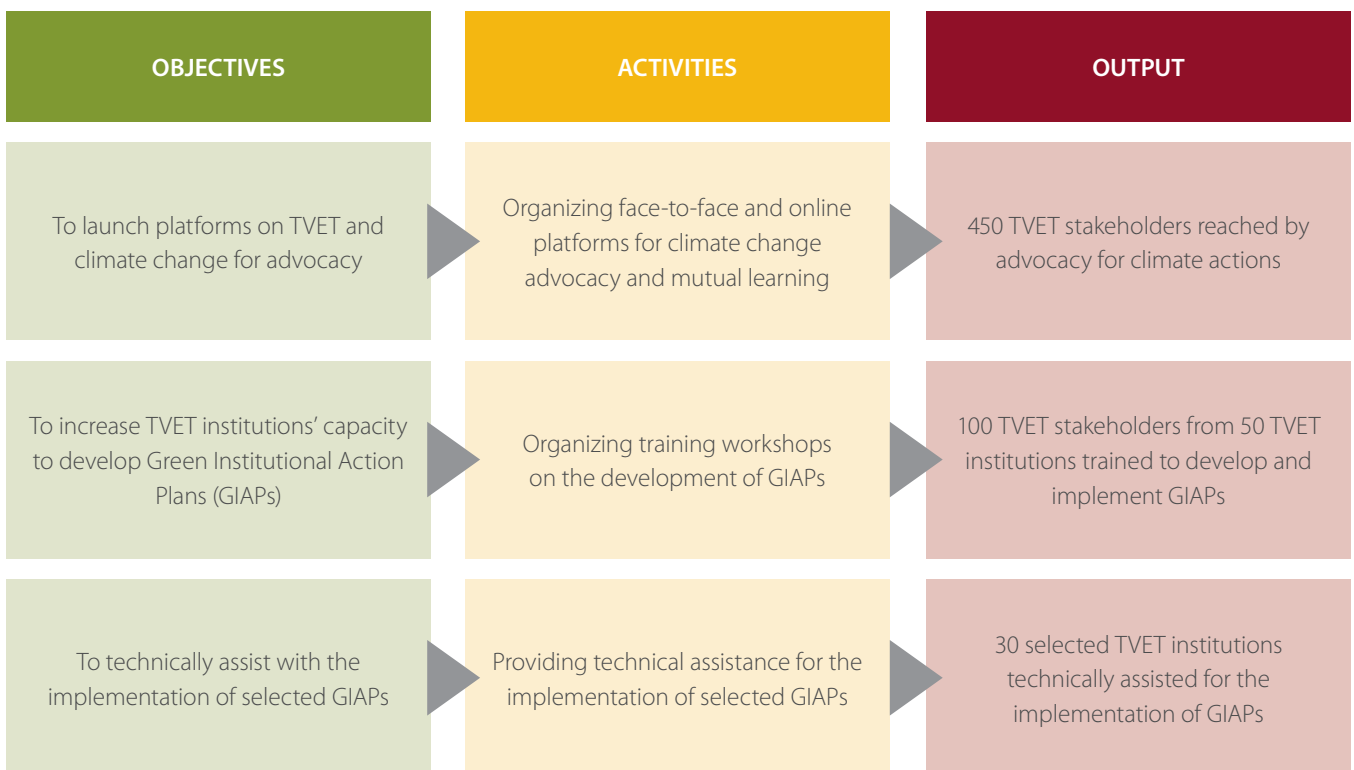 OBJECTIVES
ACTIVITIES
OUTPUT
To launch platforms on TVET and
climate change for advocacy
Organizing face-to-face and online
platforms for climate change
advocacy and mutual learning
450 TVET stakeholders reached by
advocacy for climate actions
To increase TVET institutions’ capacity
to develop Green Institutional Action
Plans (GIAPs)
Organizing training workshops
on the development of GIAPs
100 TVET stakeholders from 50 TVET
institutions trained to develop and
implement GIAPs
To technically assist with the
implementation of selected GIAPs
Providing technical assistance for the
implementation of selected GIAPs
30 selected TVET institutions
technically assisted for the
implementation of GIAPs